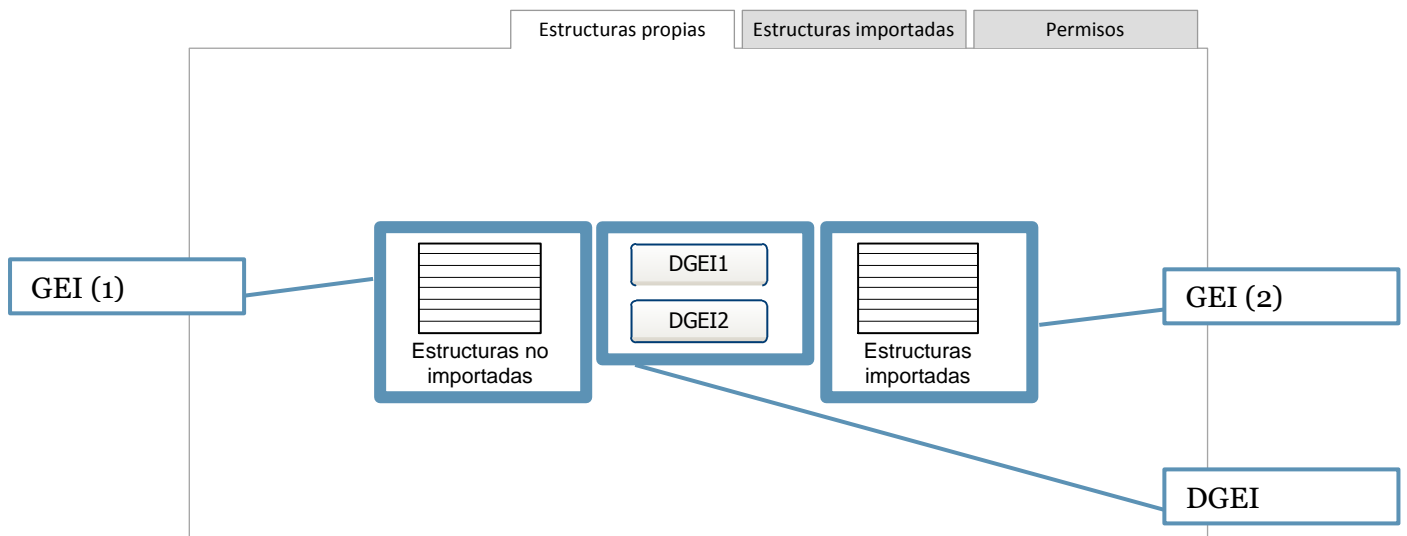 Estructuras propias
Estructuras importadas
Permisos
GEI (1)
DGEI1
DGEI2
Estructuras no
importadas
Estructuras
importadas
GEI (2)
DGEI